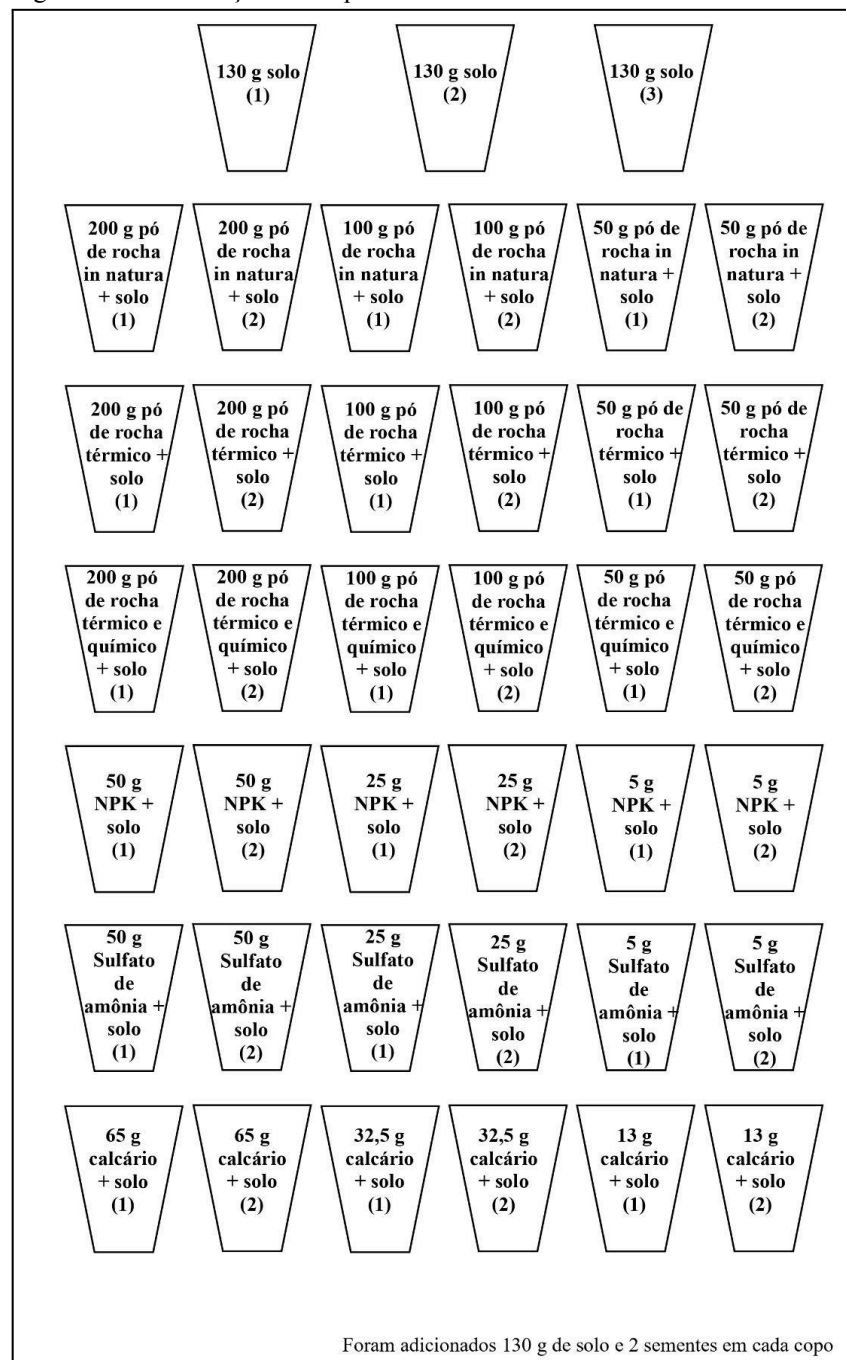 130 g solo
(1)
130 g solo
(2)
130 g solo
(3)
200 g pó
de rocha
in natura
+ solo
(1)
200 g pó
de rocha
in natura
+ solo
(2)
100 g pó
de rocha
in natura
+ solo
(1)
100 g pó
de rocha
in natura
+ solo
(2)
50 g pó de
rocha in
natura +
solo
(1)
50 g pó de
rocha in
natura +
solo
(2)
200 g pó
de rocha
térmico +
solo
(1)
200 g pó
de rocha
térmico +
solo
(2)
100 g pó
de rocha
térmico +
solo
(1)
100 g pó
de rocha
térmico +
solo
(2)
50 g pó de
rocha
térmico +
solo
(1)
50 g pó de
rocha
térmico +
solo
(2)
200 g pó
de rocha
térmico e
químico
+ solo
(1)
200 g pó
de rocha
térmico e
químico
+ solo
(2)
100 g pó
de rocha
térmico e
químico
+ solo
(1)
100 g pó
de rocha
térmico e
químico
+ solo
(2)
50 g pó
de rocha
térmico e
químico
+ solo
(1)
50 g pó
de rocha
térmico e
químico
+ solo
(2)
50 g
NPK +
solo
(1)
50 g
NPK +
solo
(2)
25 g
NPK +
solo
(1)
25 g
NPK +
solo
(2)
5 g
NPK +
solo
(1)
5 g
NPK +
solo
(2)
50 g
Sulfato
de
amônia +
solo
(1)
50 g
Sulfato
de
amônia +
solo
(2)
25 g
Sulfato
de
amônia +
solo
(1)
25 g
Sulfato
de
amônia +
solo
(2)
5 g
Sulfato
de
amônia +
solo
(1)
5 g
Sulfato
de
amônia +
solo
(2)
65 g
calcário
+ solo
(1)
65 g
calcário
+ solo
(2)
32,5 g
calcário
+ solo
(1)
32,5 g
calcário
+ solo
(2)
13 g
calcário
+ solo
(1)
13 g
calcário
+ solo
(2)
Foram adicionados 130 g de solo e 2 sementes em cada copo